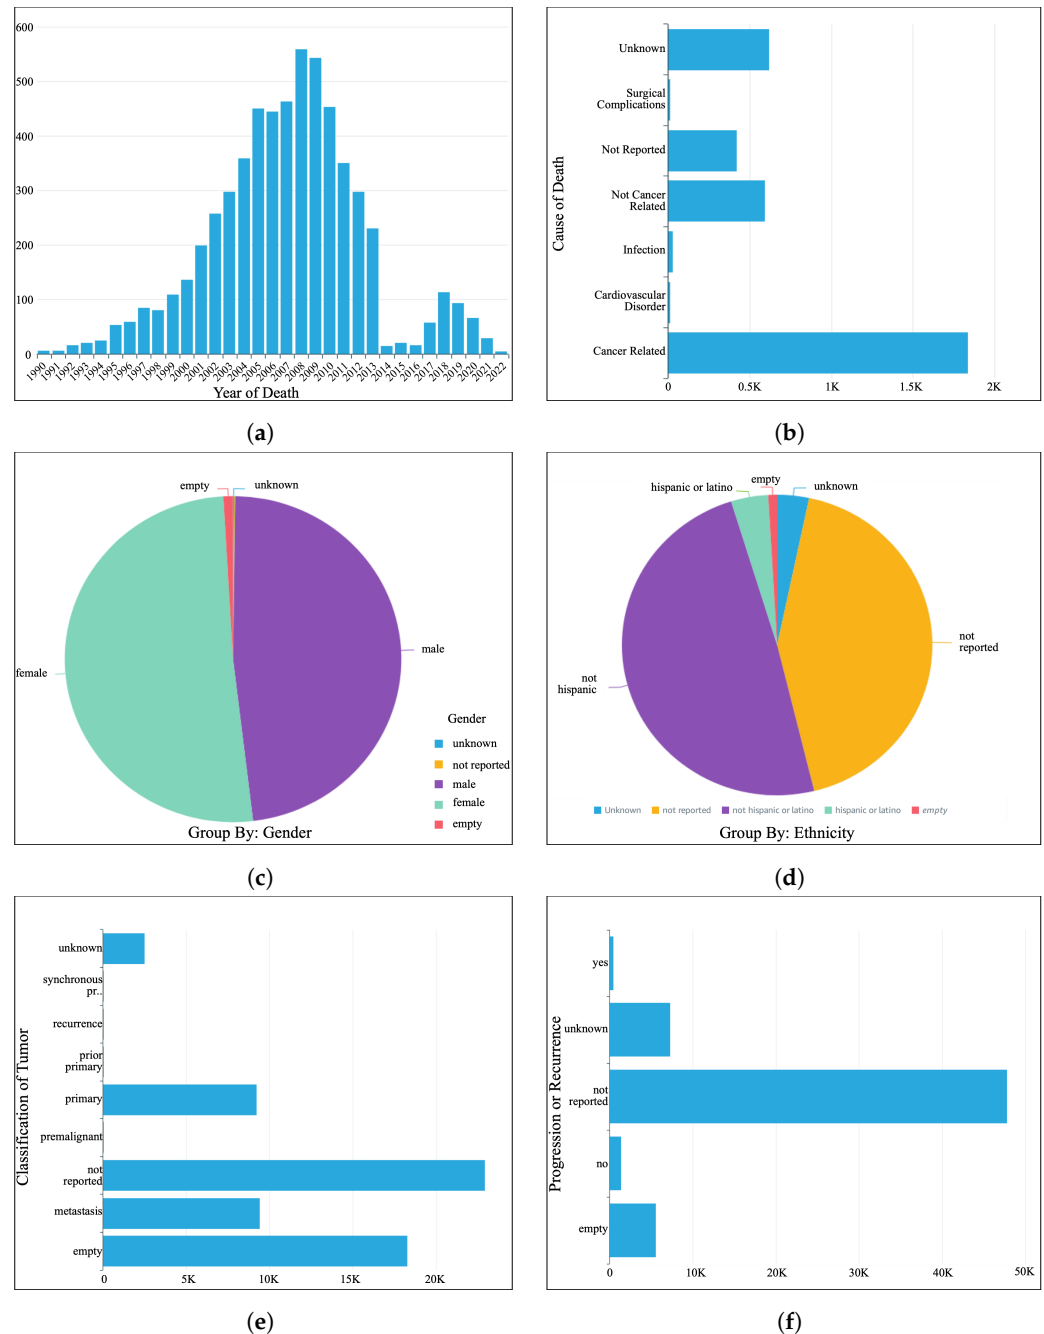 600
500
400
300
200
100
0
1990 1991 1992 1993 1994 1995 1996 1997 1998 1999 2000 2001 2002 2003 2004 2005 2006 2007 2008 2009 2010 2011 2012 2013 2014 2015 2016 2017 2018 2019 2020 2021 2022
Year of Death
(a)
Cause of Death
Unknown
Surgical
Complications
Not Reported
Not Cancer
Related
Infection
Cardiovascular
Disorder
Cancer Related
0 0.5K 1K 1.5K 2K
(b)
empty unknown
male
female
Gender
unknown
not reported
male
female
empty
Group By: Gender
(c)
empty
hispanic or latino unknown
not
reported
not
hispanic
Unknown not reported not hispanic or latino hispanic or latino empty
Group By: Ethnicity
(d)
Classification of Tumor
unknown
synchronous
pr..
recurrence
prior
primary
primary
premalignant
not
reported
metastasis
empty
0 5K 10K 15K 20K
(e)
Progression or Recurrence
yes
unknown
not
reported
no
empty
0 10K 20K 30K 40K 50K
(f)